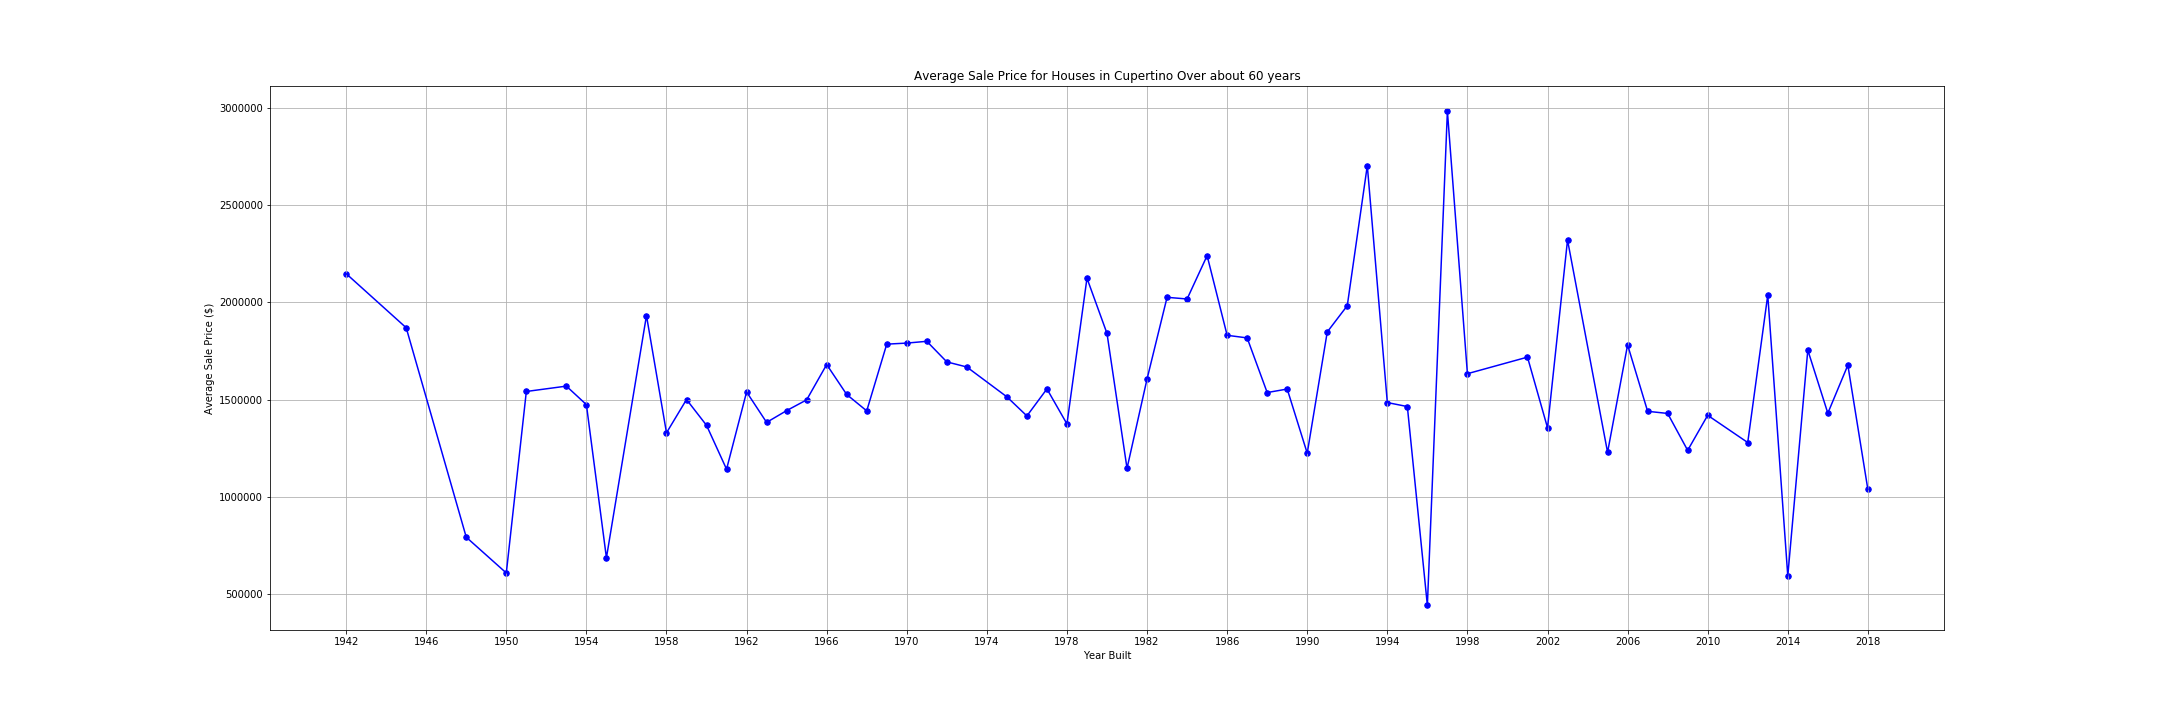 Average Sale Price for Houses in Cupertino Over about 60 years
3000000
2500000
2000000
1500000
1000000
500000
Average Sale Price ($)
1942 1946 1950 1954 1958 1962 1966 1970 1974 1978 1982 1986 1990 1994 1998 2002 2006 2010 2014 2018
Year Built